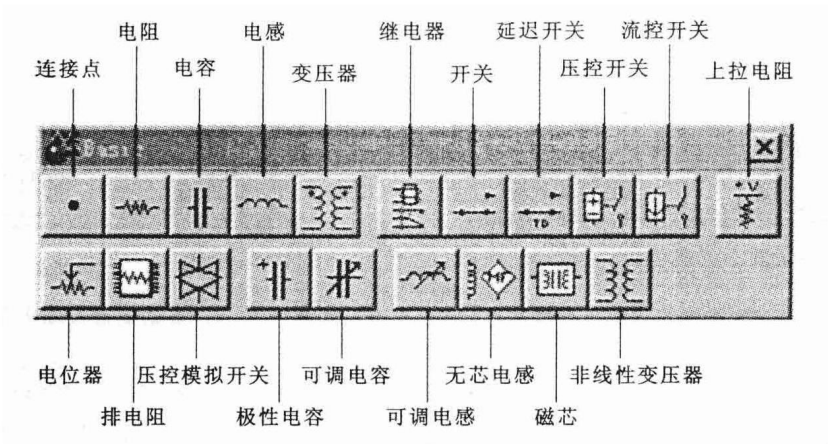 电阻 电感 继电器 延迟开关 流控开关
连接点 电容 变压器 开关 压控开关 上拉电阻
Basic
+V
TD
电位器 压控模拟开关 可调电容 无芯电感 非线性变压器
排电阻 极性电容 可调电感 磁芯